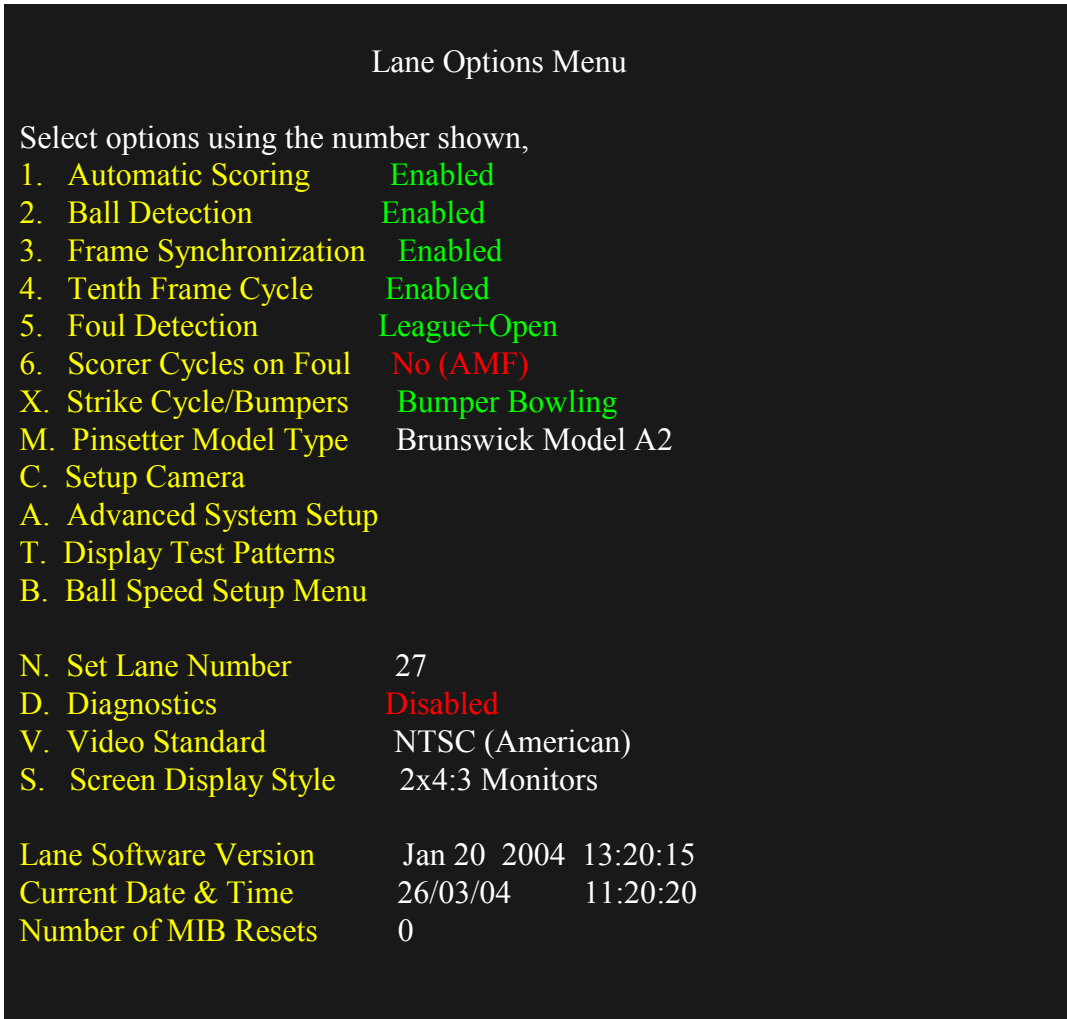 Lane Options Menu
Select options using the number shown,
1. Automatic Scoring Enabled
2. Ball Detection Enabled
3. Frame Synchronization Enabled
4. Tenth Frame Cycle Enabled
5. Foul Detection League+Open
6. Scorer Cycles on Foul No (AMF)
X. Strike Cycle/Bumpers Bumper Bowling
M. Pinsetter Model Type Brunswick Model A2
C. Setup Camera
A. Advanced System Setup
T. Display Test Patterns
B. Ball Speed Setup Menu
N. Set Lane Number 27
D. Diagnostics Disabled
V. Video Standard NTSC (American)
S. Screen Display Style 2x4:3 Monitors
Lane Software Version Jan 20 2004 13:20:15
Current Date & Time 26/03/04 11:20:20
Number of MIB Resets 0